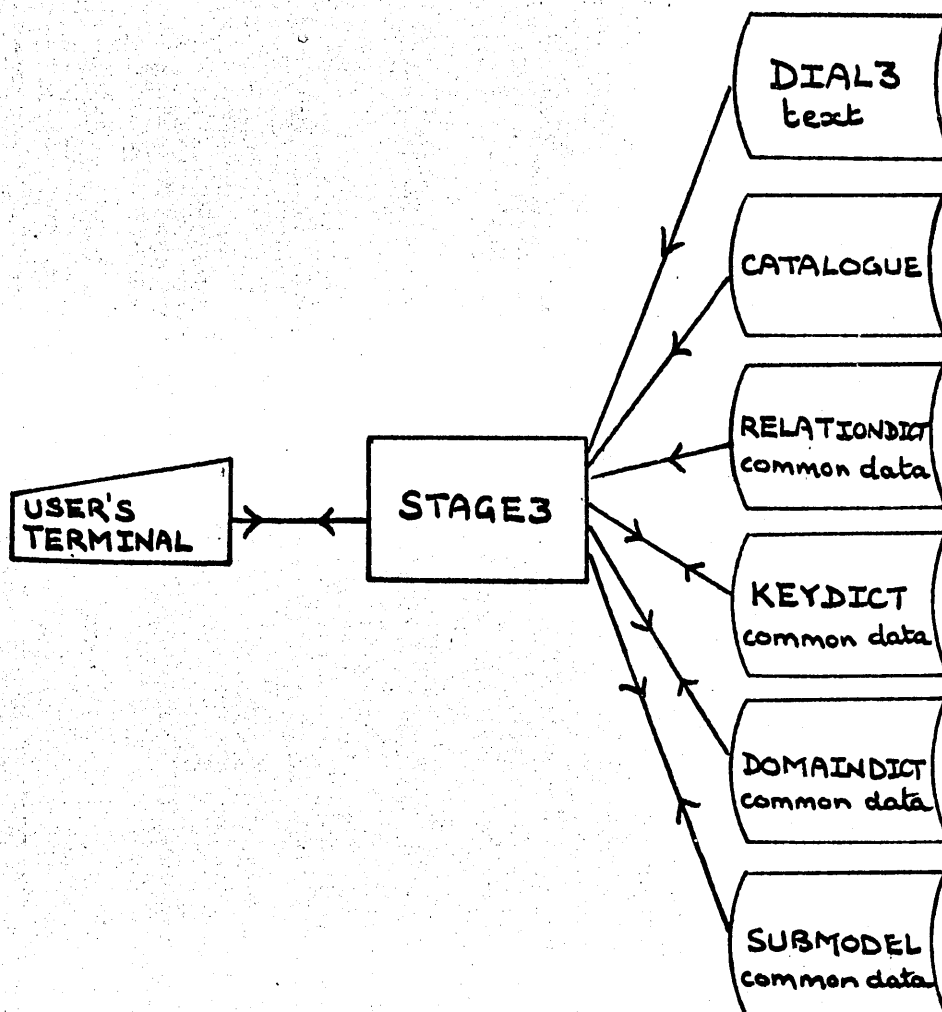 DIAL3
text
CATALOGUE
RELATIONDICT
common data
USER'S
TERMINAL
STAGE3
KEYDICT
common data
DOMAINDICT
common data
SUBMODEL
common data